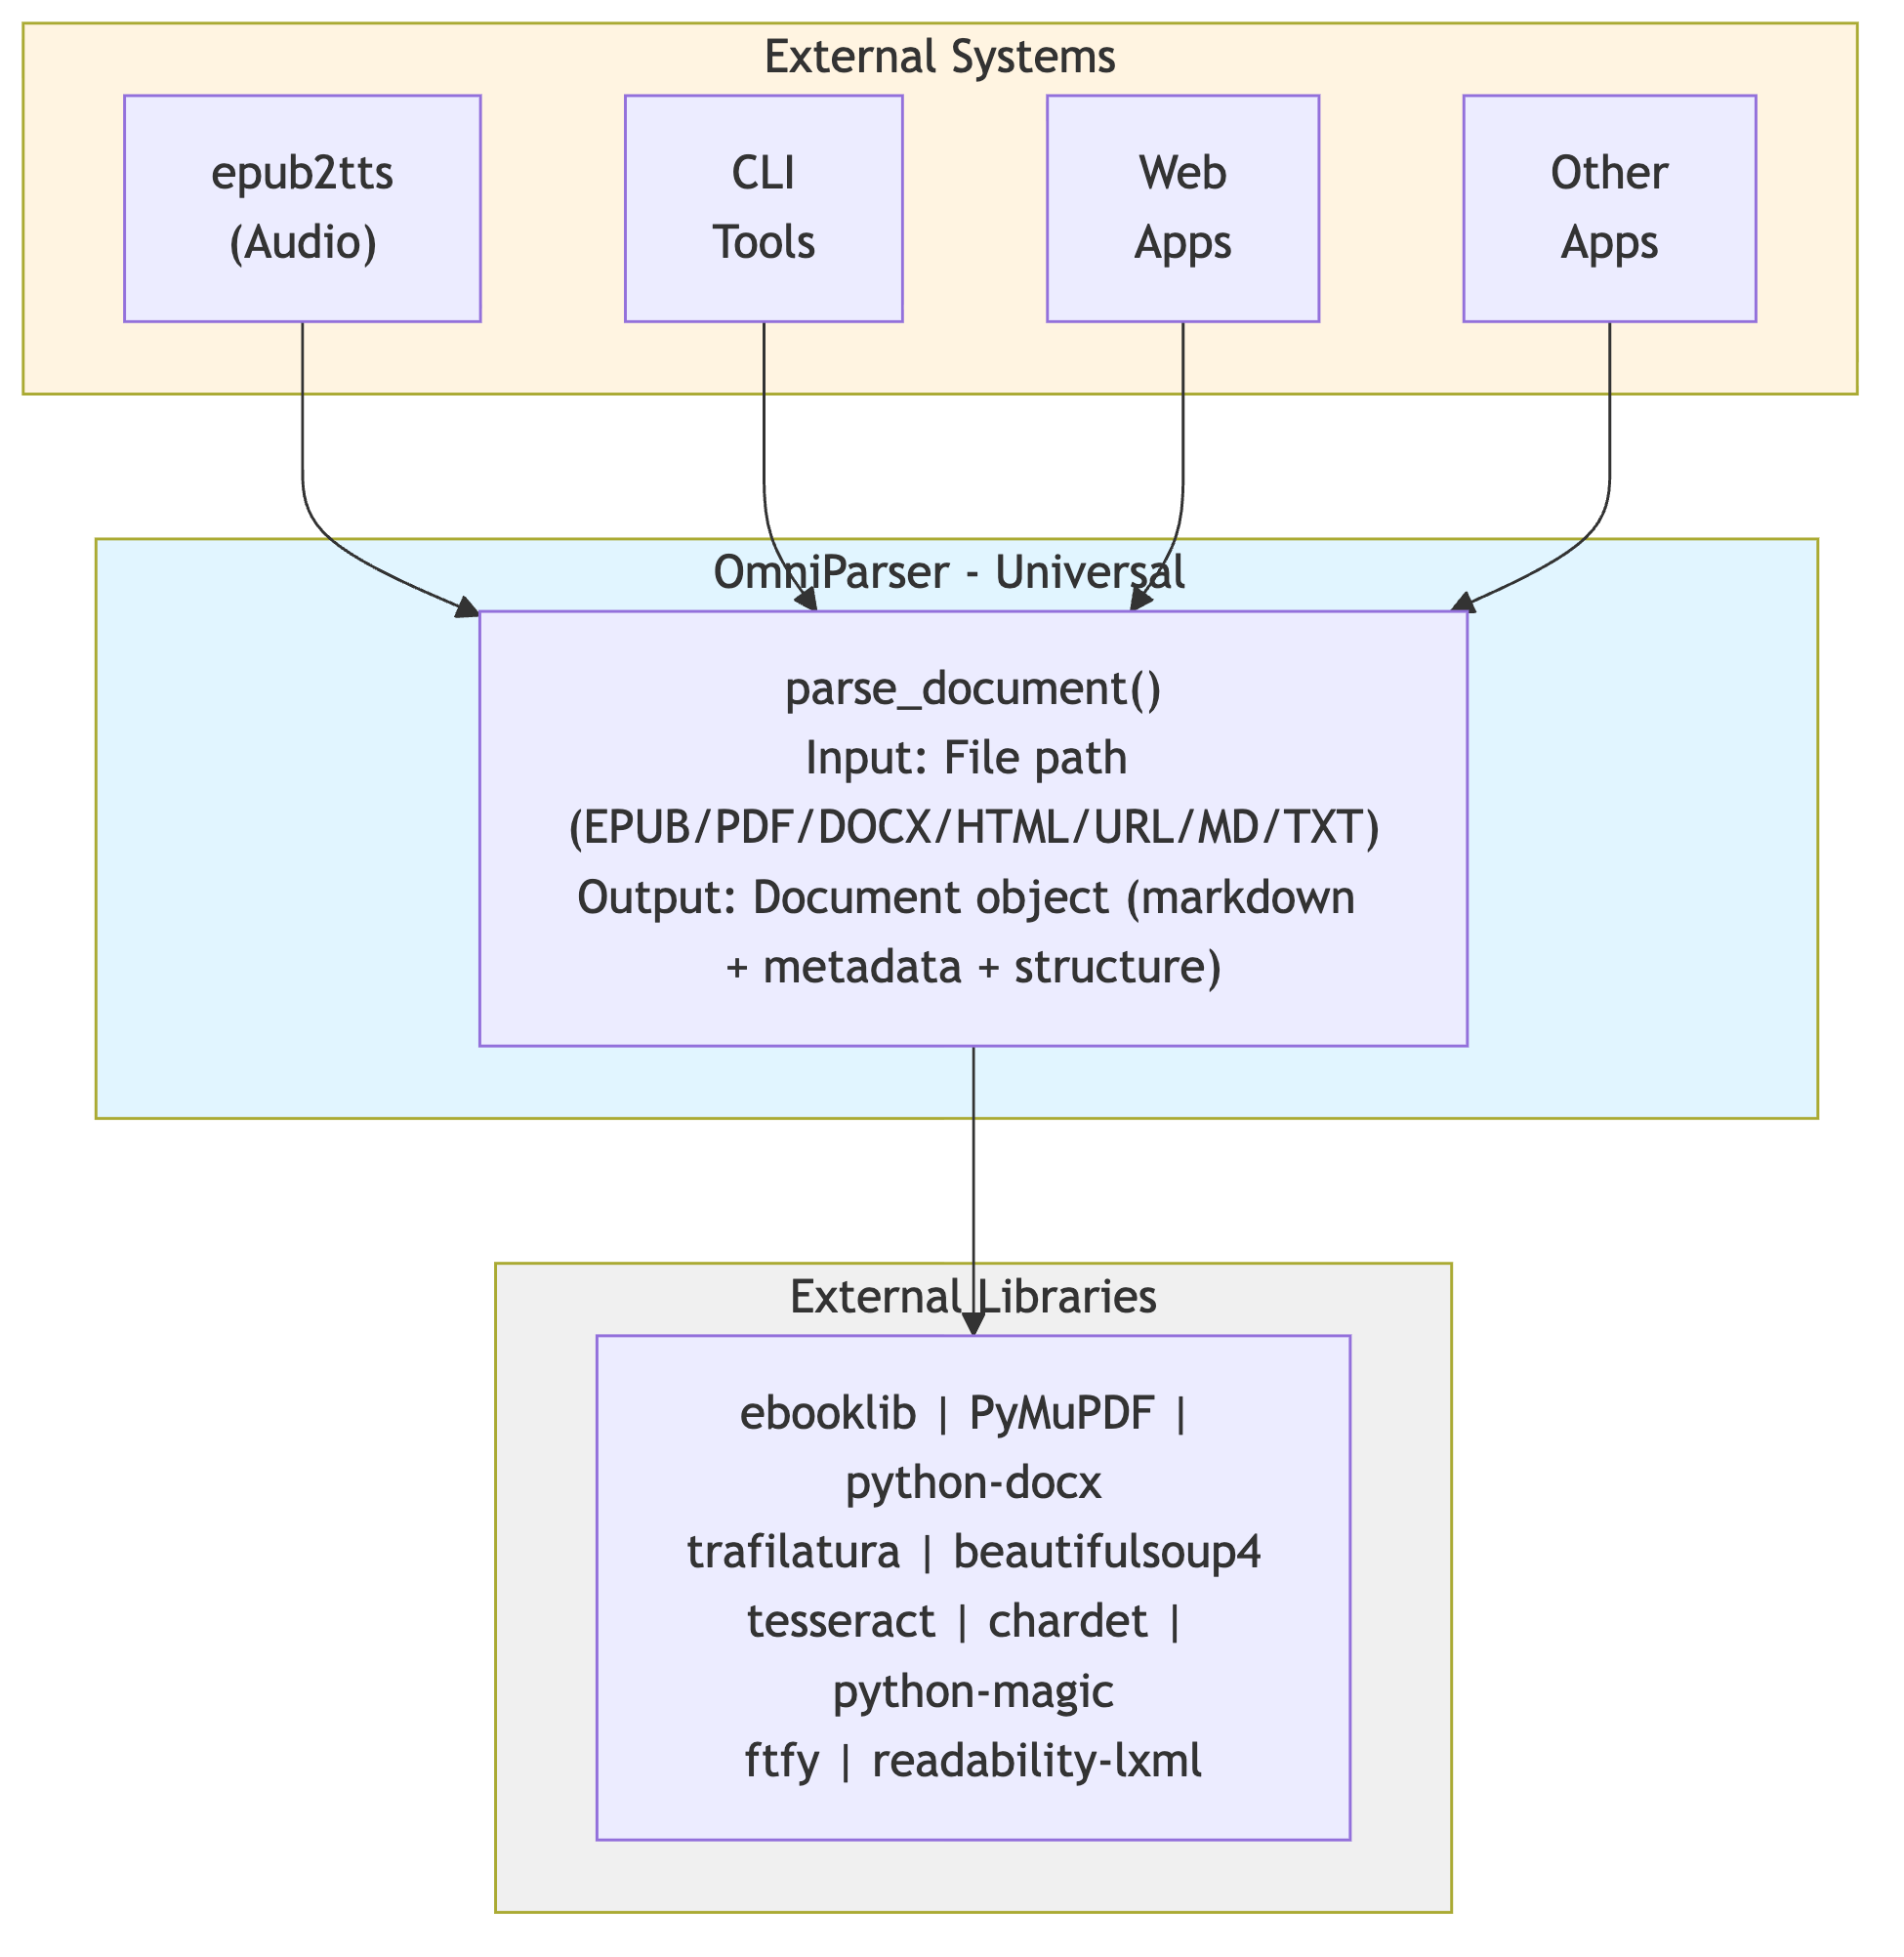 External Systems
epub2tts
(Audio)
CLI
Tools
Web
Apps
Other
Apps
OmniParser - Universal
parse_document()
Input: File path
(EPUB/PDF/DOCX/HTML/URL/MD/TXT)
Output: Document object (markdown
+ metadata + structure)
External Libraries
ebooklib | PyMuPDF |
python-docx
trafilatura | beautifulsoup4
tesseract | chardet |
python-magic
ftfy | readability-lxml